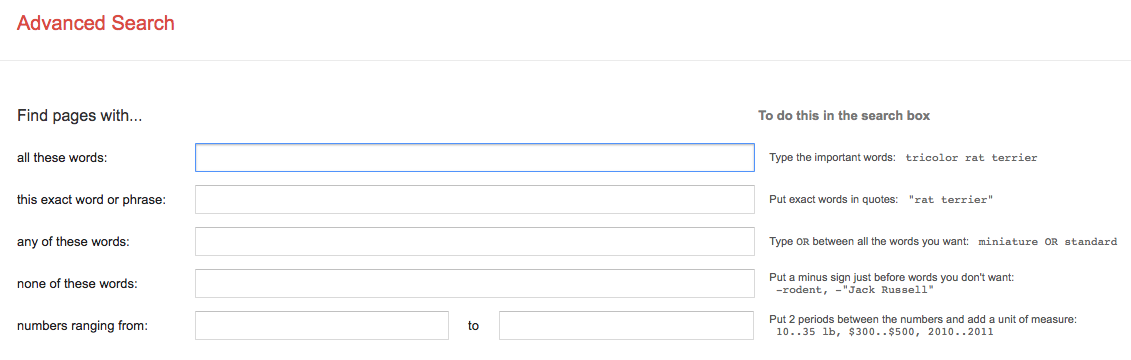 Advanced Search
Find pages with...
To do this in the search box
all these words:
Type the important words: tricolor rat terrier
this exact word or phrase:
Put exact words in quotes: "rat terrier"
any of these words:
Type OR between all the words you want: miniature OR standard
none of these words:
Put a minus sign just before words you don't want:
-rodent, -"Jack Russell"
numbers ranging from:
to
Put 2 periods between the numbers and add a unit of measure:
10..35 lb, $300..$500, 2010..2011